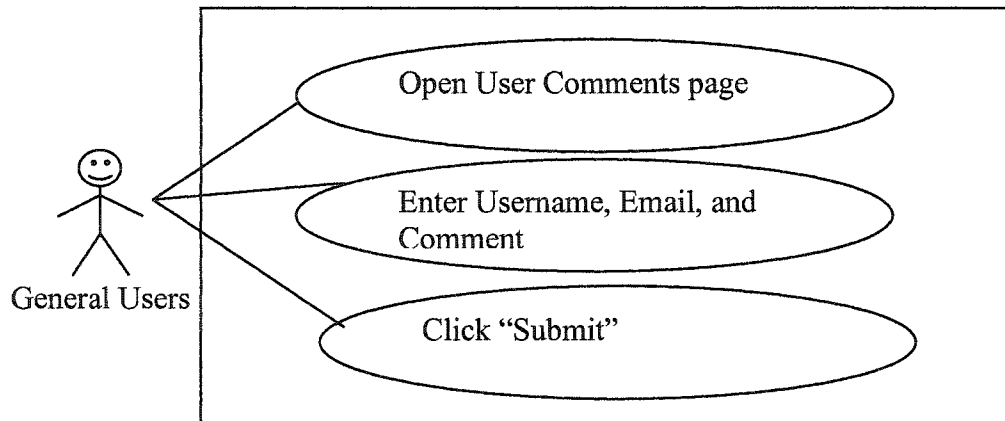 Open User Comments page
Enter Username, Email, and
Comment
General Users
Click “Submit”